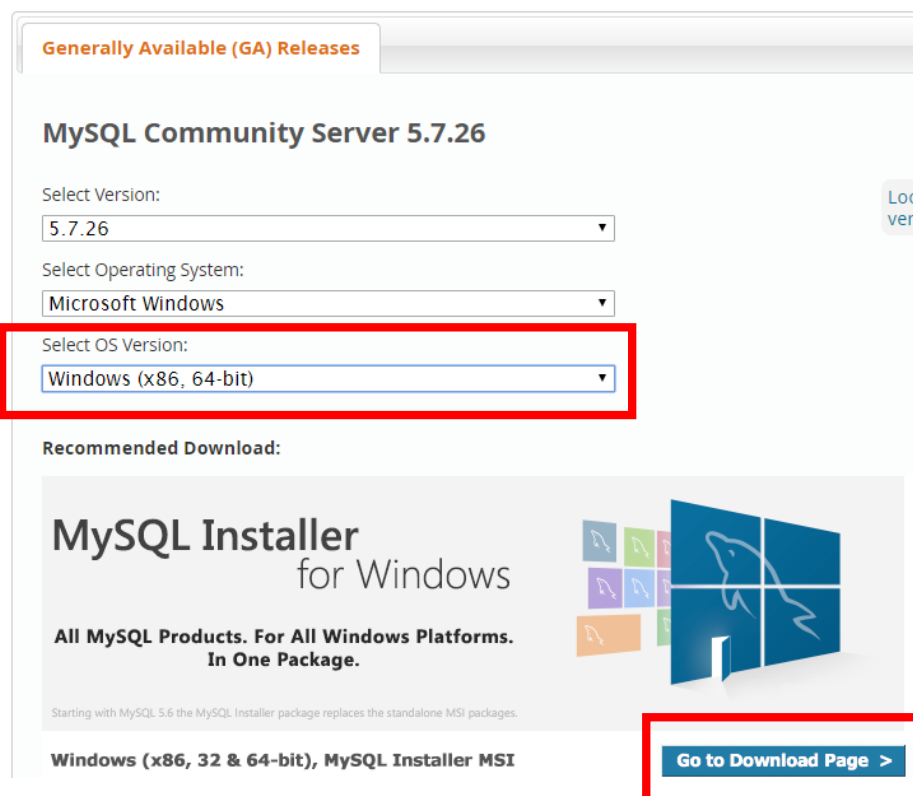 Generally Available (GA) Releases
MySQL Community Server 5.7.26
Select Version:
5.7.26
Select Operating System:
Microsoft Windows
Select OS Version:
Windows (x86, 64-bit)
Recommended Download:
MySQL Installer
for Windows
All MySQL Products. For All Windows Platforms.
In One Package.
Starting with MySQL 5.6 the MySQL Installer package replaces the standalone MSI packages.
Windows (x86, 32 & 64-bit), MySQL Installer MSI
Go to Download Page >